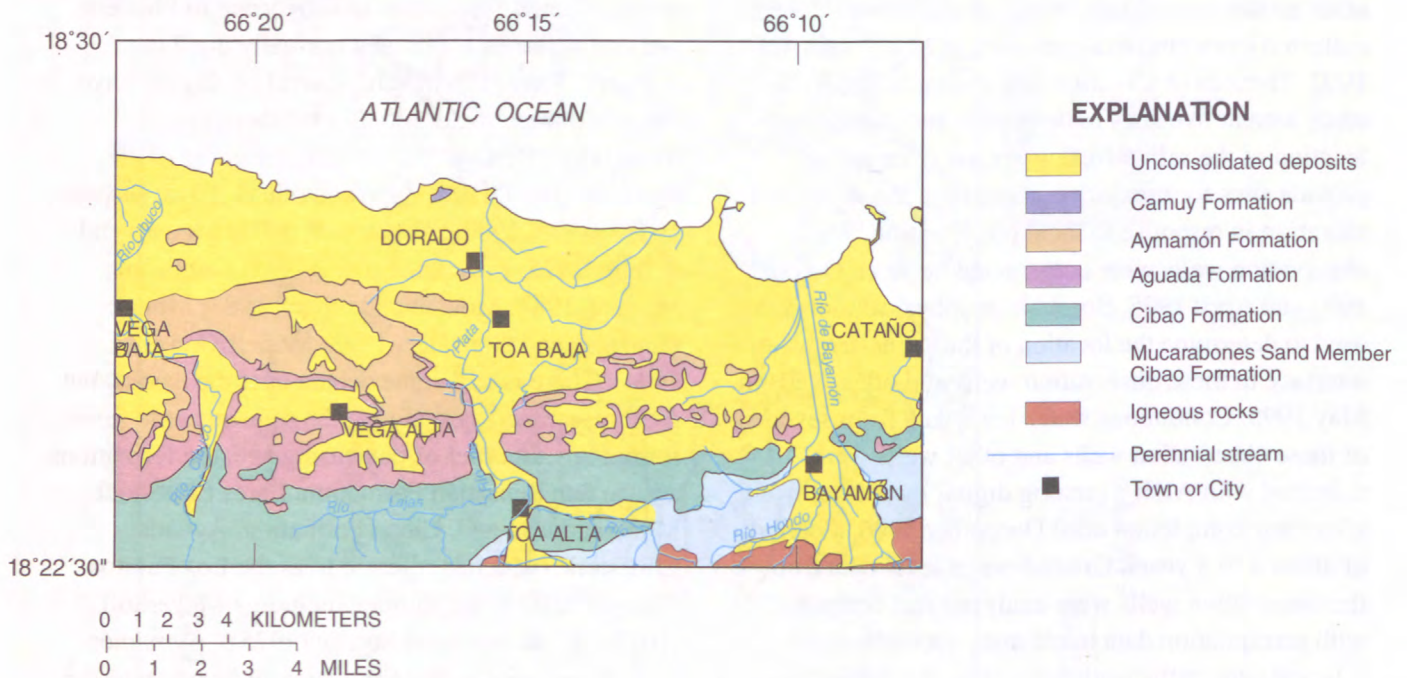 66°20´ 66°15´ 66°10´
18°30´
ATLANTIC OCEAN
EXPLANATION
Unconsolidated deposits
Camuy Formation
Aymamón Formation
Aguada Formation
Cibao Formation
Mucarabones Sand Member
Cibao Formation
Igneous rocks
Perennial stream
Town or City
Río Cibuco
DORADO
VEGA
BAJA
Plata
TOA BAJA
Río de Bayamón
CATAÑO
VEGA ALTA
Río Cibuco
Río Lajas
TOA ALTA
Río
BAYAMÓN
Río Hondo
18°22´30"
0 1 2 3 4 KILOMETERS
0 1 2 3 4 MILES